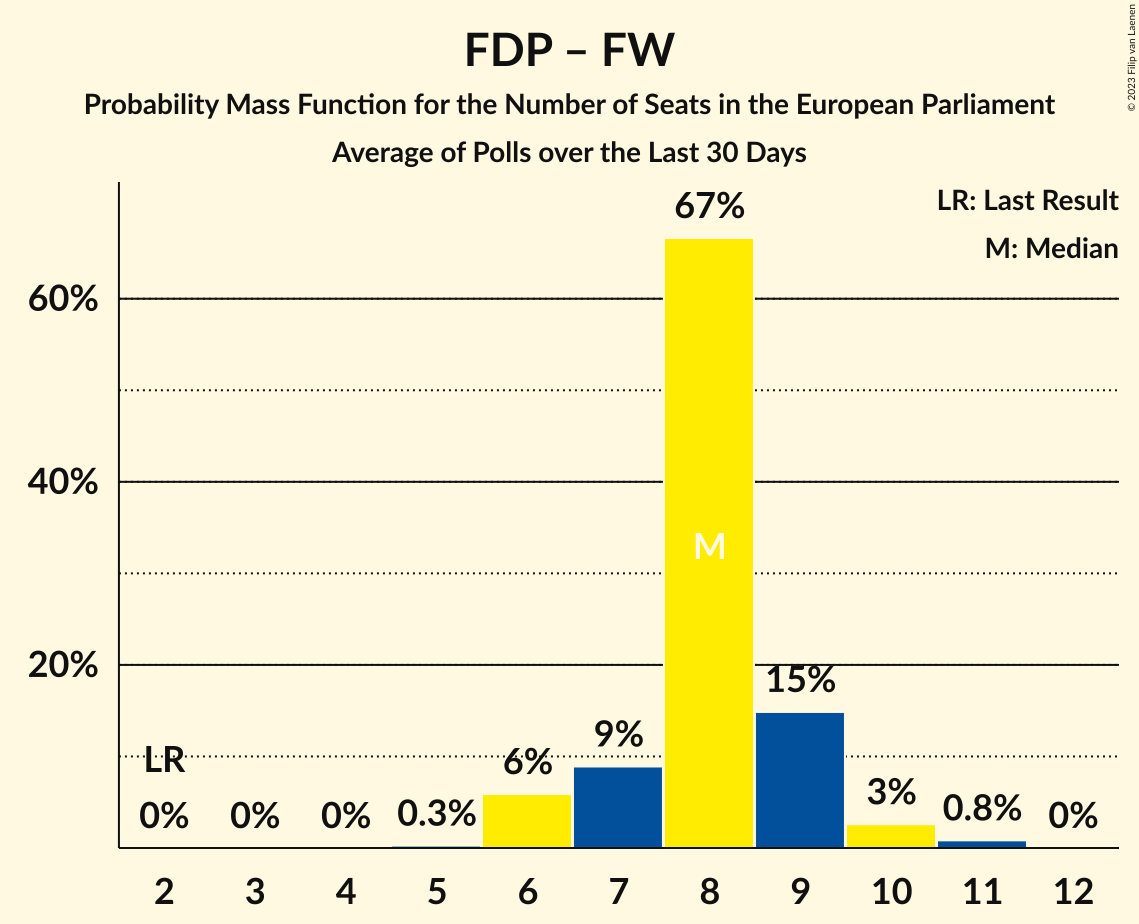 FDP – FW
Probability Mass Function for the Number of Seats in the European Parliament
Average of Polls over the Last 30 Days
© 2023 Filip van Laenen
LR: Last Result
M: Median
67%
60%
40%
M
20%
15%
9%
6%
LR
3%
0%
0%
0%
0.3%
0.8%
0%
2 3 4 5 6 7 8 9 10 11 12